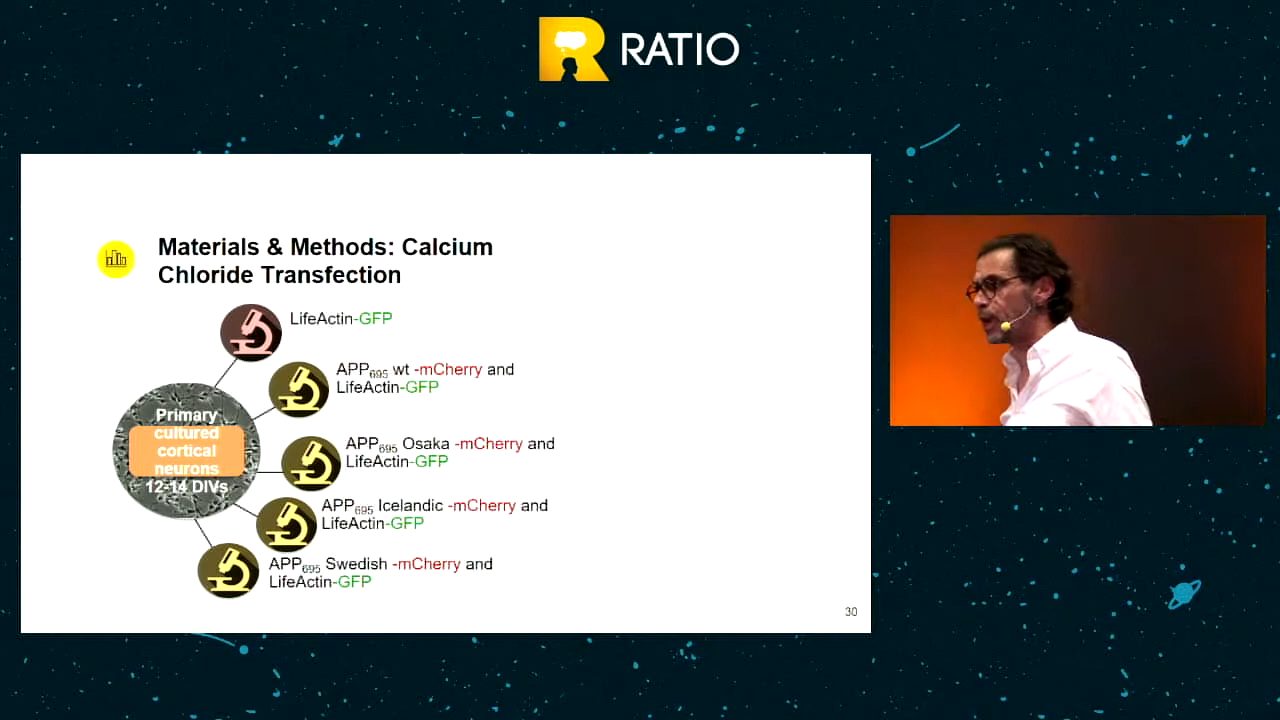 RATIO
Materials & Methods: Calcium
Chloride Transfection
LifeActin-GFP
APP695 wt -mCherry and
LifeActin-GFP
Primary
cultured
cortical
neurons
12-14 DIVs
APP695 Osaka -mCherry and
LifeActin-GFP
APP695 Icelandic -mCherry and
LifeActin-GFP
APP695 Swedish -mCherry and
LifeActin-GFP
30